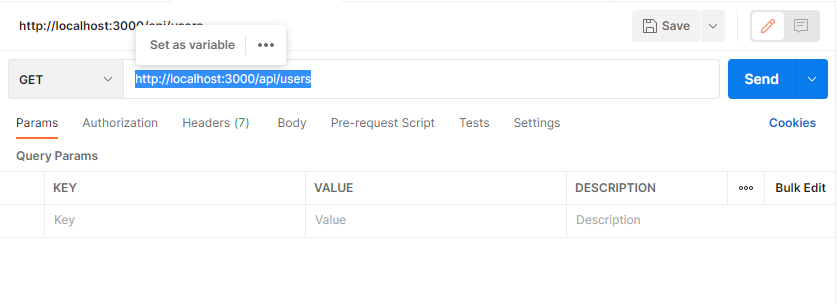 http://localhost:3000/api/users
Save
Set as variable
GET
http://localhost:3000/api/users
Send
Params Authorization Headers (7) Body Pre-request Script Tests Settings Cookies
Query Params
KEY VALUE DESCRIPTION Bulk Edit
Key Value Description